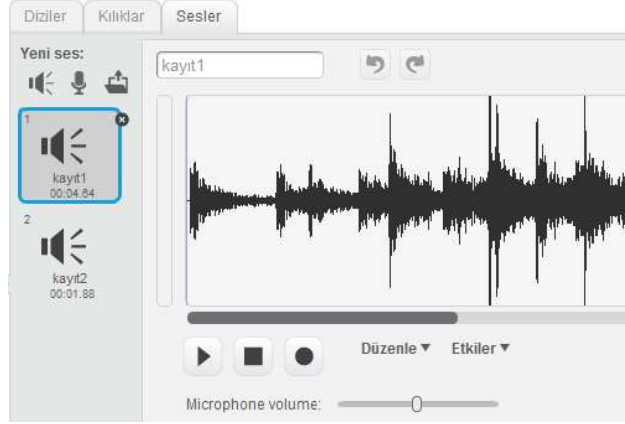 Diziler Kılıklar Sesler
Yeni ses:
kayıt1
1
kayıt1
00:04.64
2
kayıt2
00:01.88
Düzenle Etkiler
Microphone volume: